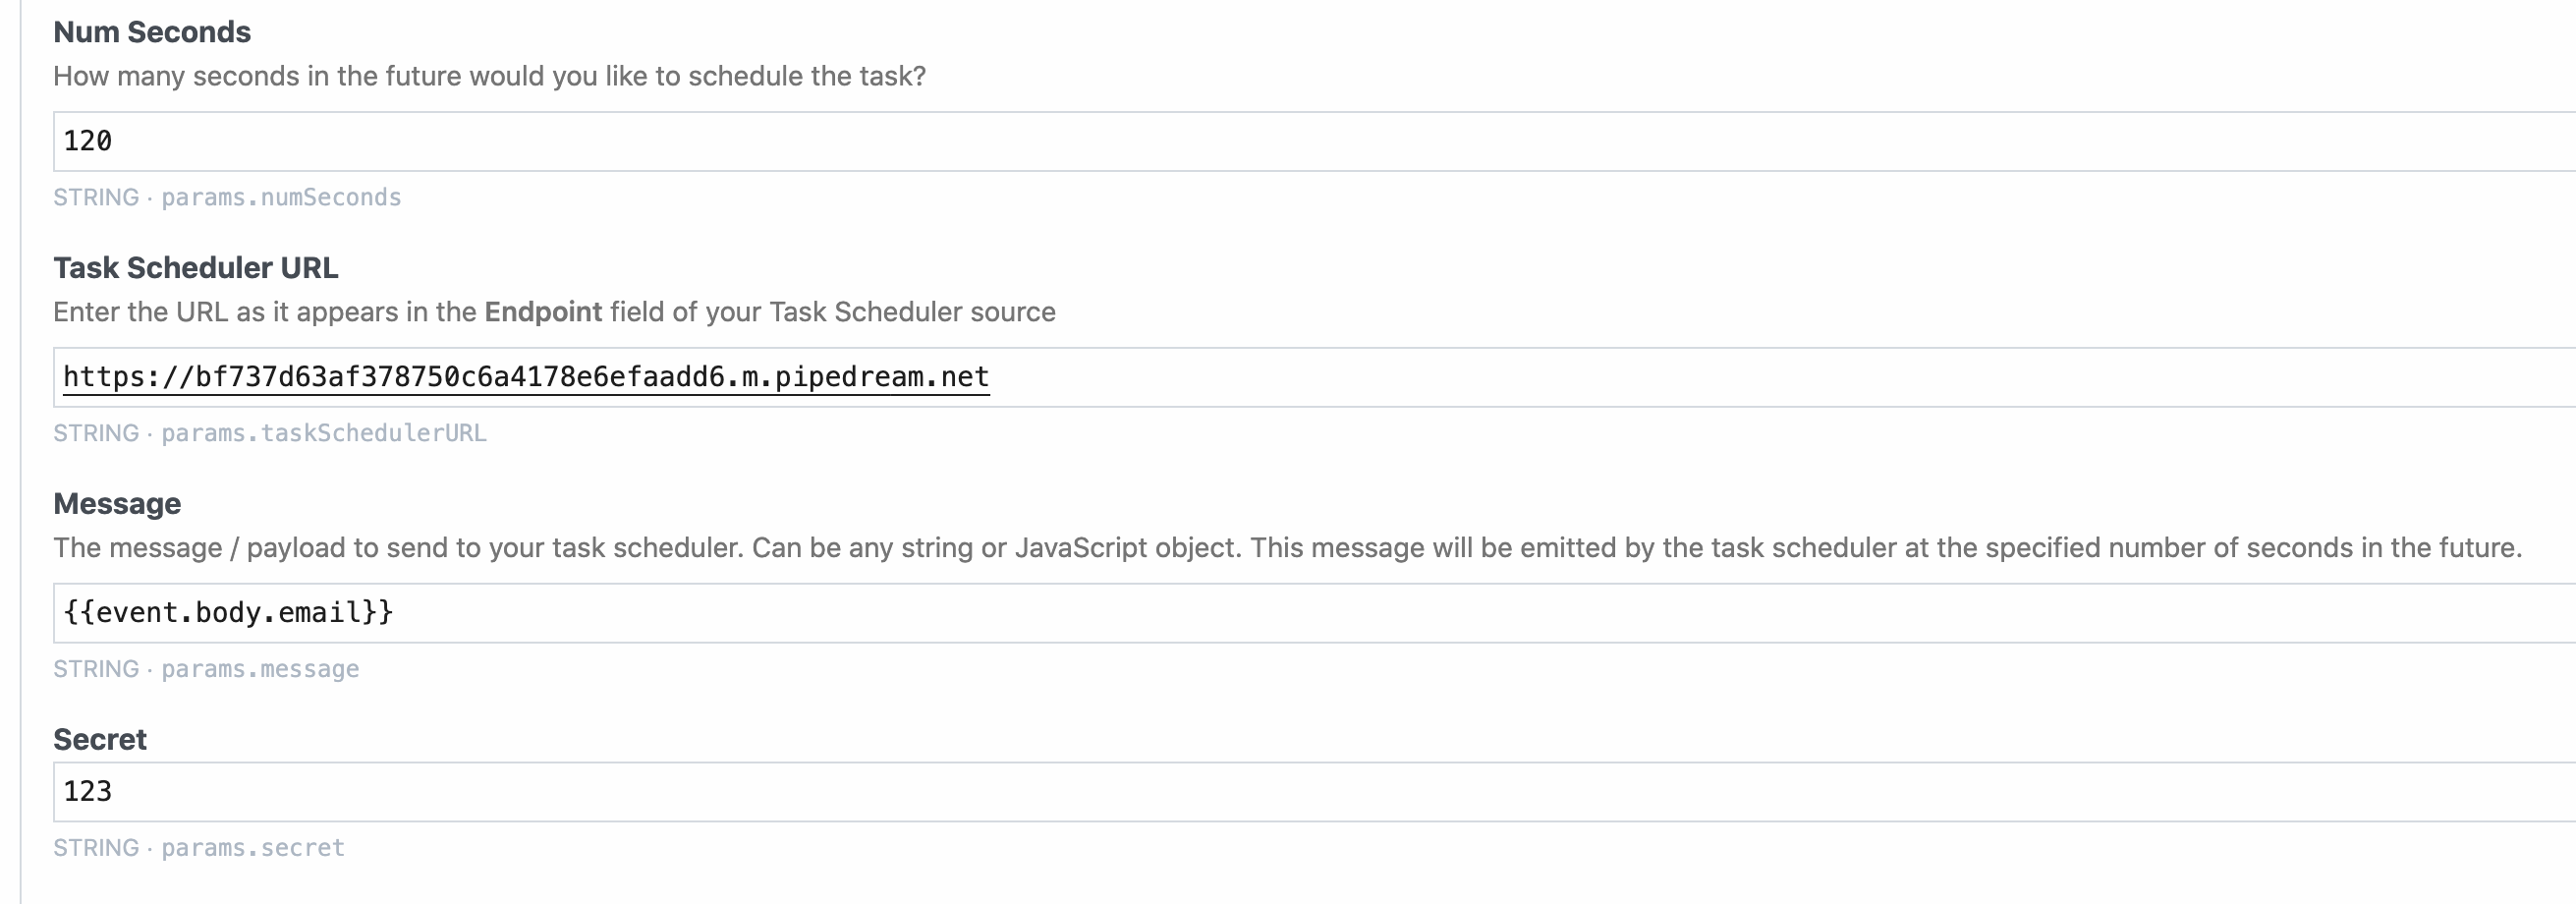 Num Seconds
How many seconds in the future would you like to schedule the task?
120
STRING · params.numSeconds
Task Scheduler URL
Enter the URL as it appears in the Endpoint field of your Task Scheduler source
https://bf737d63af378750c6a4178e6efaadd6.m.pipedream.net
STRING · params.taskSchedulerURL
Message
The message / payload to send to your task scheduler. Can be any string or JavaScript object. This message will be emitted by the task scheduler at the specified number of seconds in the future.
{{event.body.email}}
STRING · params.message
Secret
123
STRING · params.secret